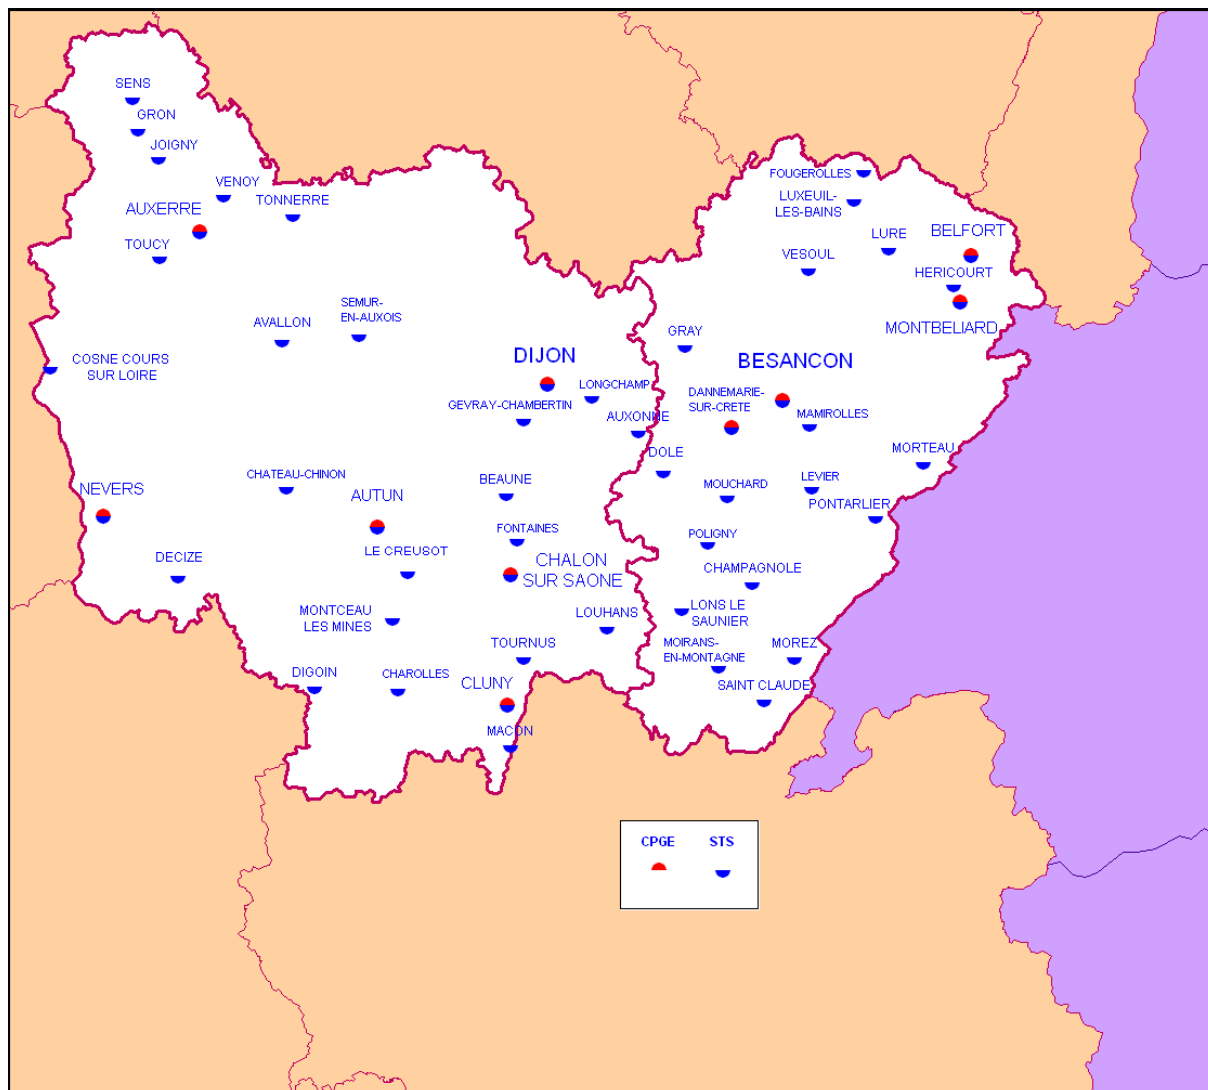 SENS
GRON
JOIGNY
VENOY
TONNERRE
AUXERRE
TOUCY
FOUGEROLLES
LUXEUIL-
LES-BAINS
LURE
BELFORT
VESOUL
HERICOURT
MONTBELIARD
SEMUR-
EN-AUXOIS
AVALLON
COSNE COURS
SUR LOIRE
DIJON
LONGCHAMP
GEVRAY-CHAMBERTIN
AUXONNE
GRAY
BESANCON
DANNEMARIE-
SUR-CRETE
MAMIROLLES
DOLE
MORTEAU
CHATEAU-CHINON
NEVERS
AUTUN
BEAUNE
MOUCHARD
LEVIER
PONTARLIER
FONTAINES
POLIGNY
DECIZE
LE CREUSOT
CHALON
SUR SAONE
CHAMPAGNOLE
MONTCEAU
LES MINES
LOUHANS
LONS LE
SAUNIER
TOURNUS
MOIRANS-
EN-MONTAGNE
MOREZ
DIGOIN
CHAROLLES
CLUNY
SAINT CLAUDE
MACON
CPGE
STS